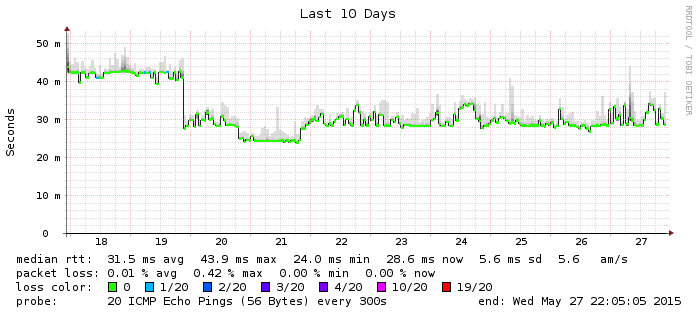 Last 10 Days
RRDTOOL / TOBI OETIKER
Seconds
50 m
40 m
30 m
20 m
10 m
0
18 19 20 21 22 23 24 25 26 27
median rtt: 31.5 ms avg 43.9 ms max 24.0 ms min 28.6 ms now 5.6 ms sd 5.6 am/s
packet loss: 0.01 % avg 0.42 % max 0.00 % min 0.00 % now
loss color: 0 1/20 2/20 3/20 4/20 10/20 19/20
probe: 20 ICMP Echo Pings (56 Bytes) every 300s end: Wed May 27 22:05:05 2015